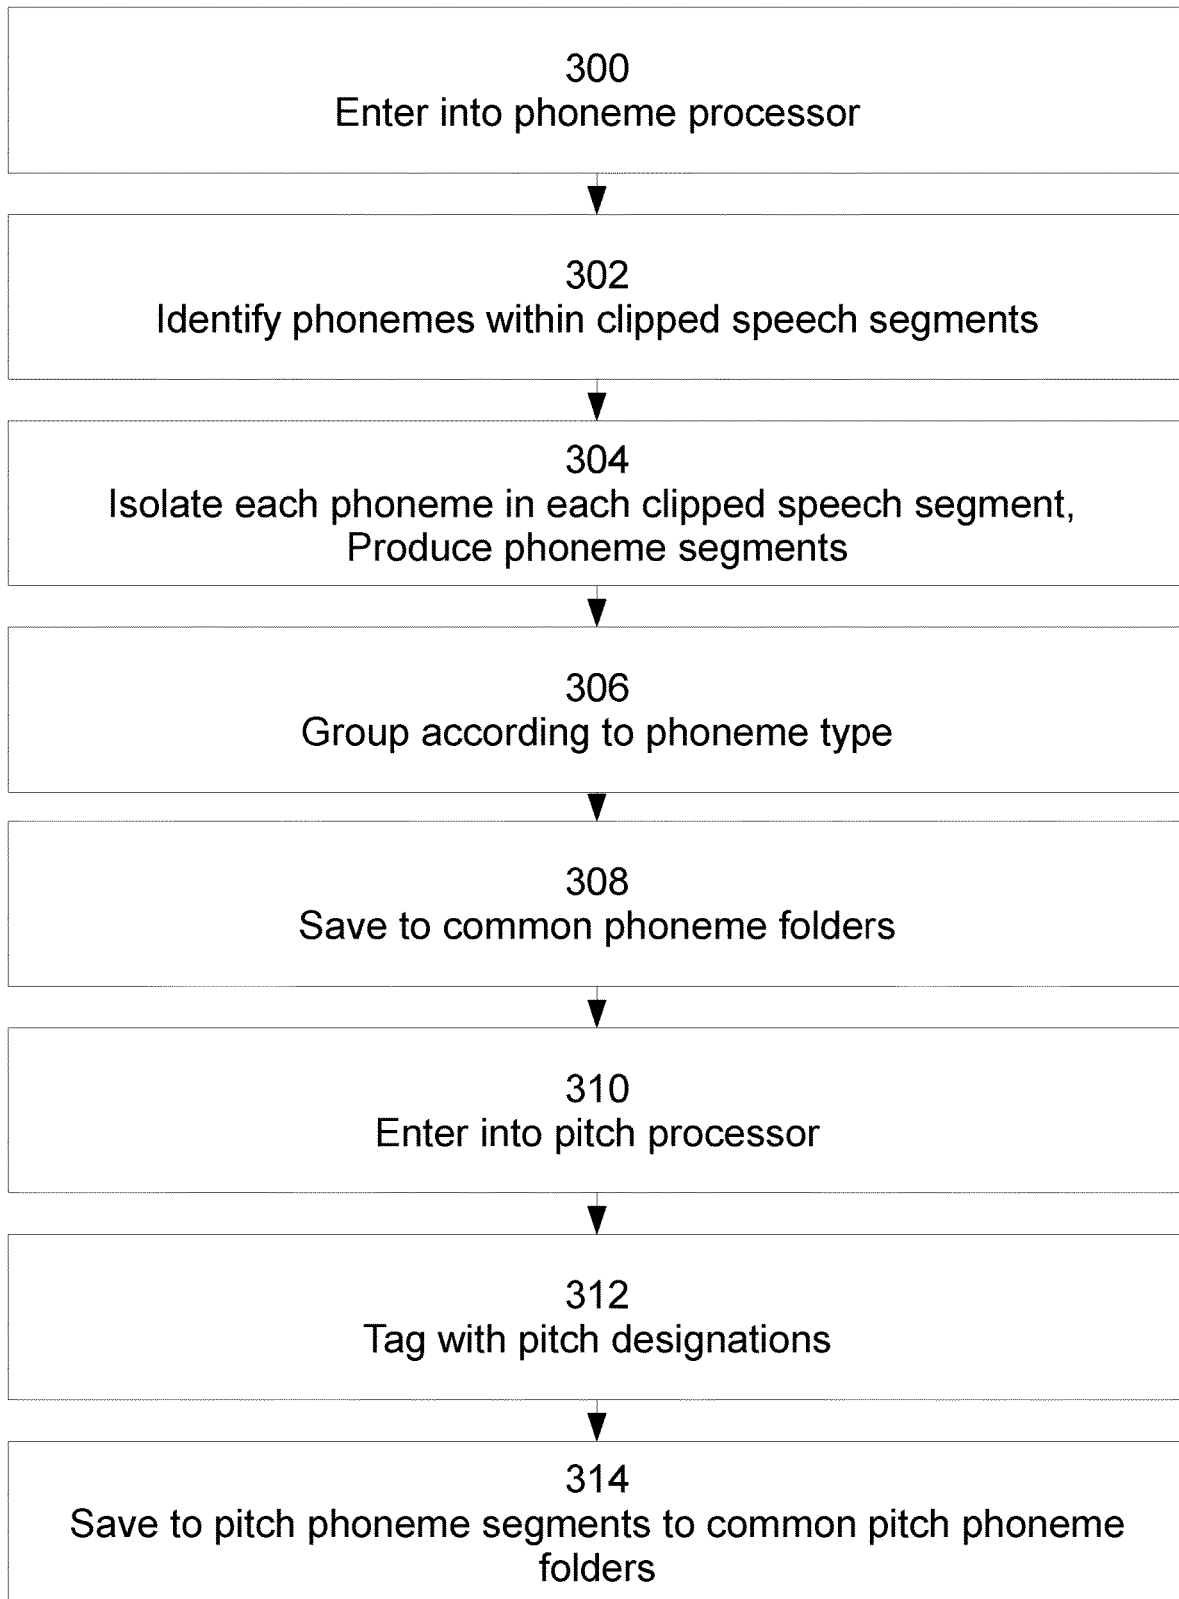 300
Enter into phoneme processor
302
Identify phonemes within clipped speech segments
304
Isolate each phoneme in each clipped speech segment,
Produce phoneme segments
306
Group according to phoneme type
308
Save to common phoneme folders
310
Enter into pitch processor
312
Tag with pitch designations
314
Save to pitch phoneme segments to common pitch phoneme
folders